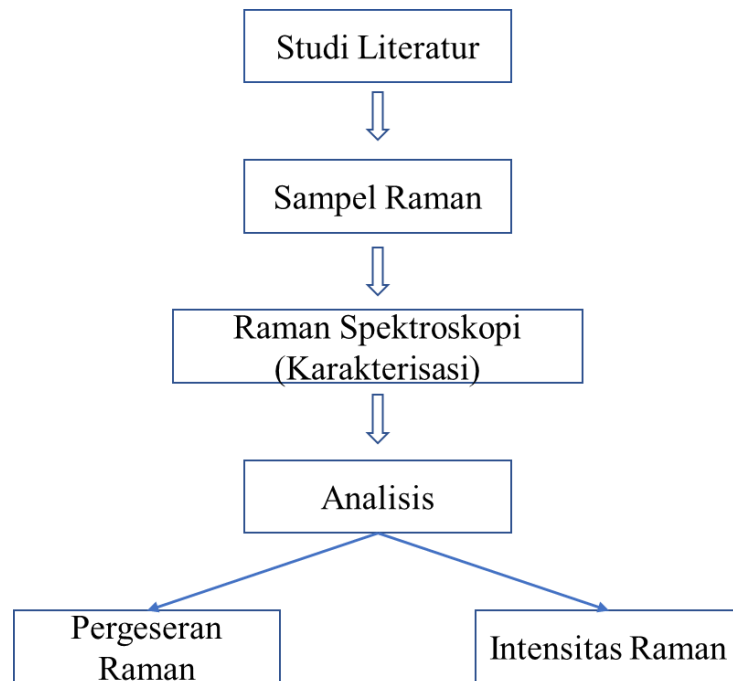 Studi Literatur
Sampel Raman
Raman Spektroskopi
(Karakterisasi)
Analisis
Pergeseran
Raman
Intensitas Raman